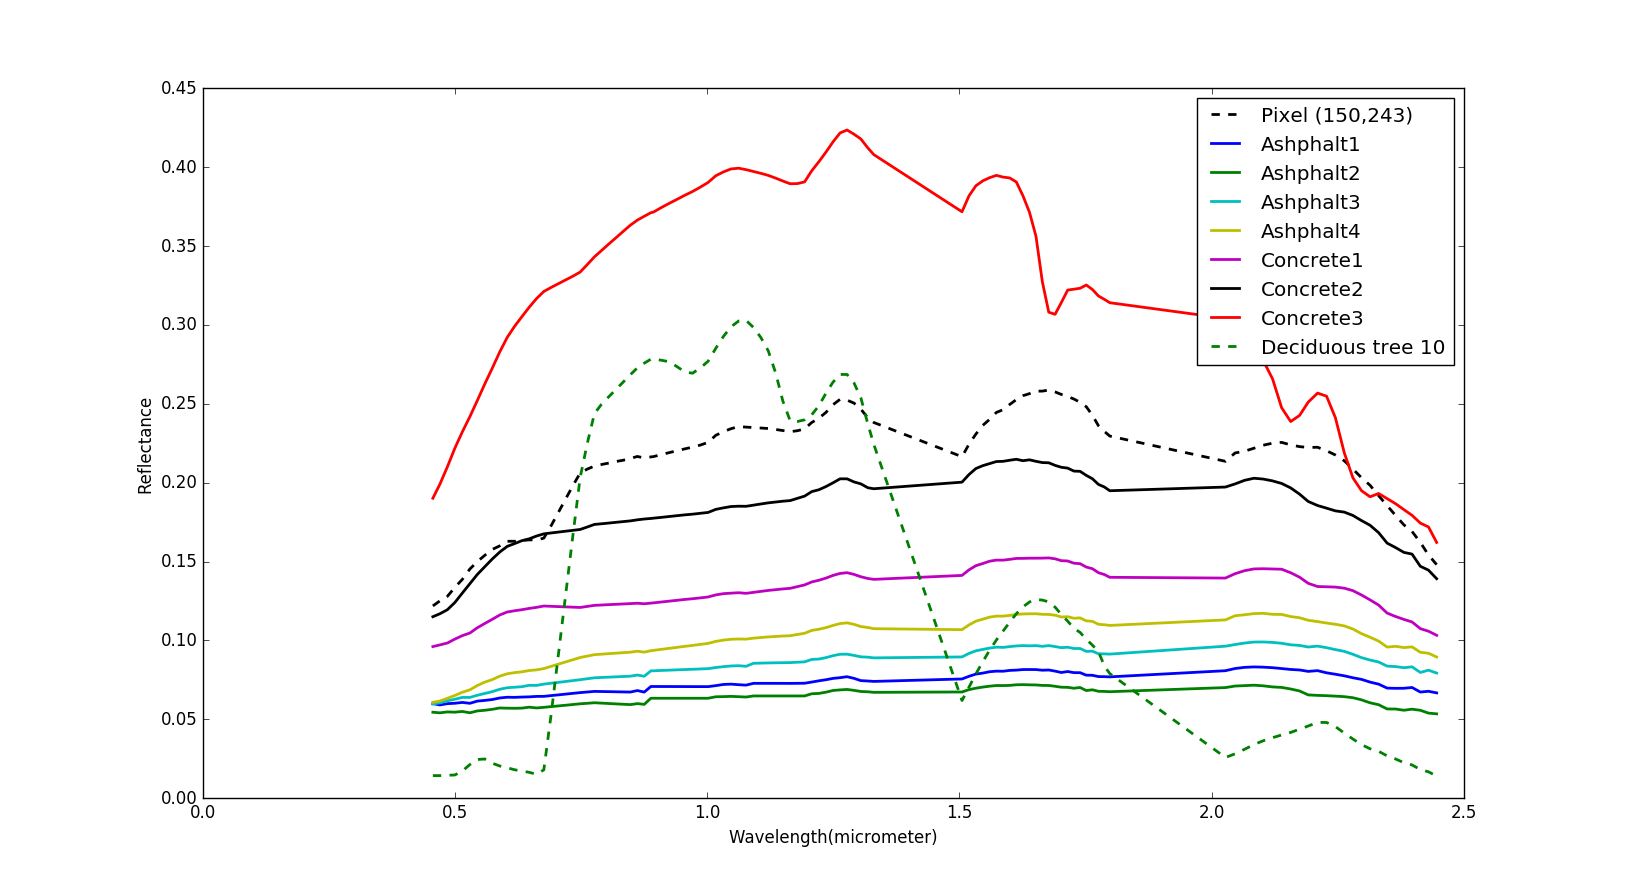 0.45
0.40
0.35
0.30
0.25
0.20
0.15
0.10
0.05
0.00
Reflectance
0.0 0.5 1.0 1.5 2.0 2.5
Wavelength(micrometer)
Pixel (150,243)
Ashphalt1
Ashphalt2
Ashphalt3
Ashphalt4
Concrete1
Concrete2
Concrete3
Deciduous tree 10